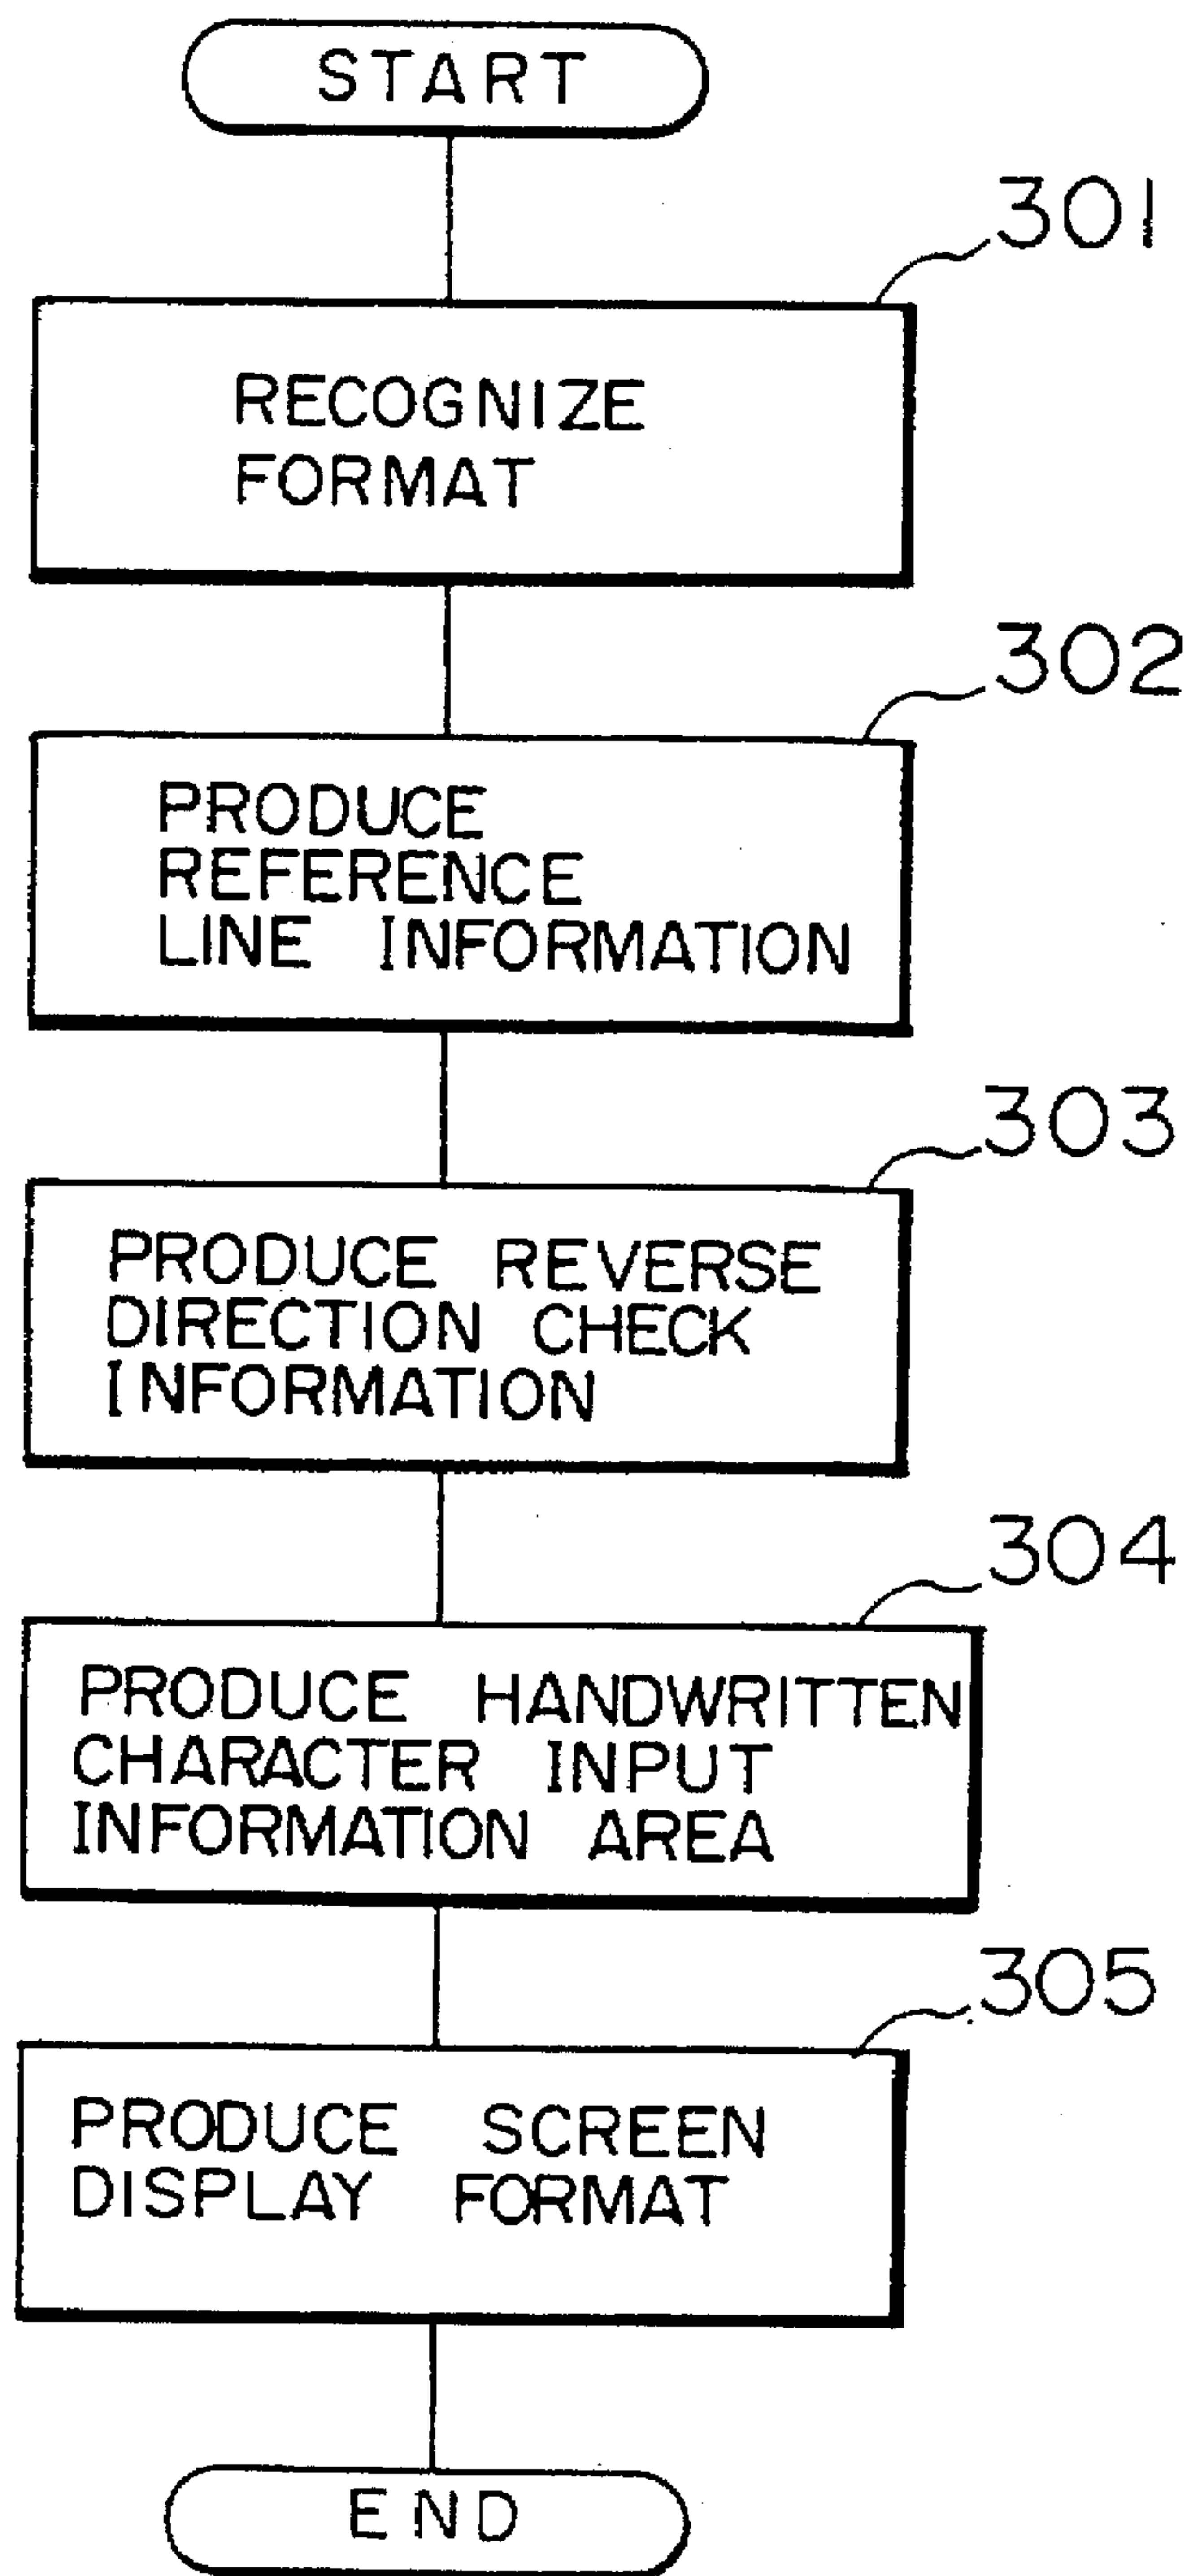 START
301
RECOGNIZE
FORMAT
302
PRODUCE
REFERENCE
LINE INFORMATION
303
PRODUCE REVERSE
DIRECTION CHECK
INFORMATION
304
PRODUCE HANDWRITTEN
CHARACTER INPUT
INFORMATION AREA
305
PRODUCE SCREEN
DISPLAY FORMAT
END